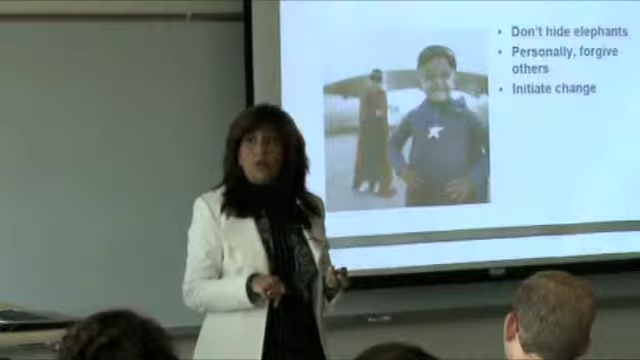 • Don't hide elephants
• Personally, forgive
others
• Initiate change